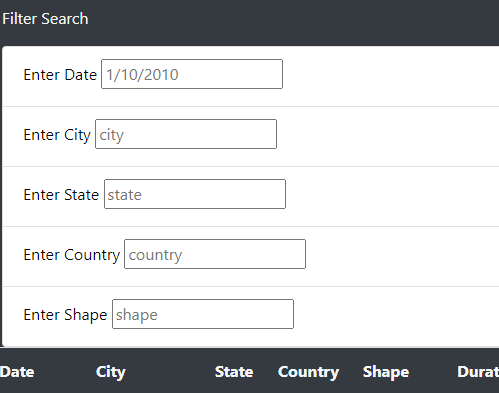 Filter Search
Enter Date 1/10/2010
Enter City city
Enter State state
Enter Country country
Enter Shape shape
Date City State Country Shape Durat